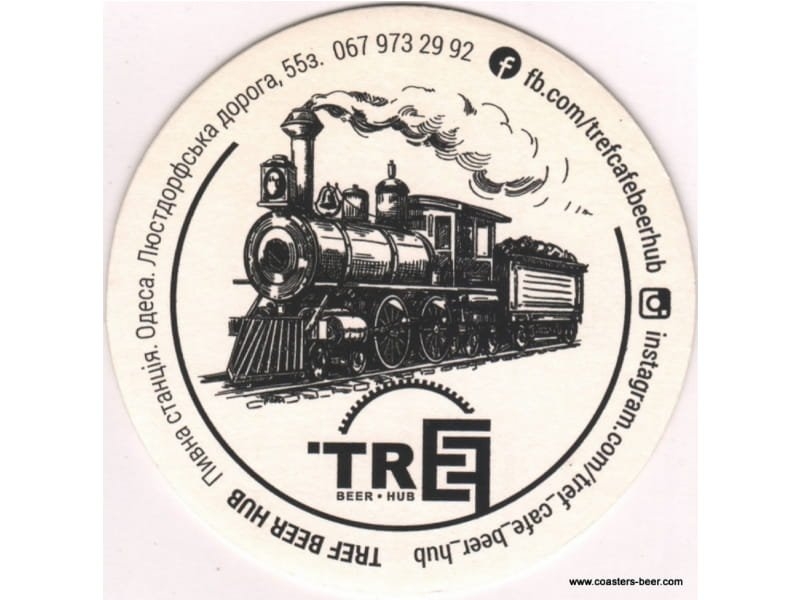 TREF BEER HUB Пивна станція. Одеса. Люстдорфська дорога, 55з. 067 973 29 92
fb.com/trefcafebeerhub
instagram.com/tref_cafe_beer_hub
TREF
BEER • HUB
www.coasters-beer.com